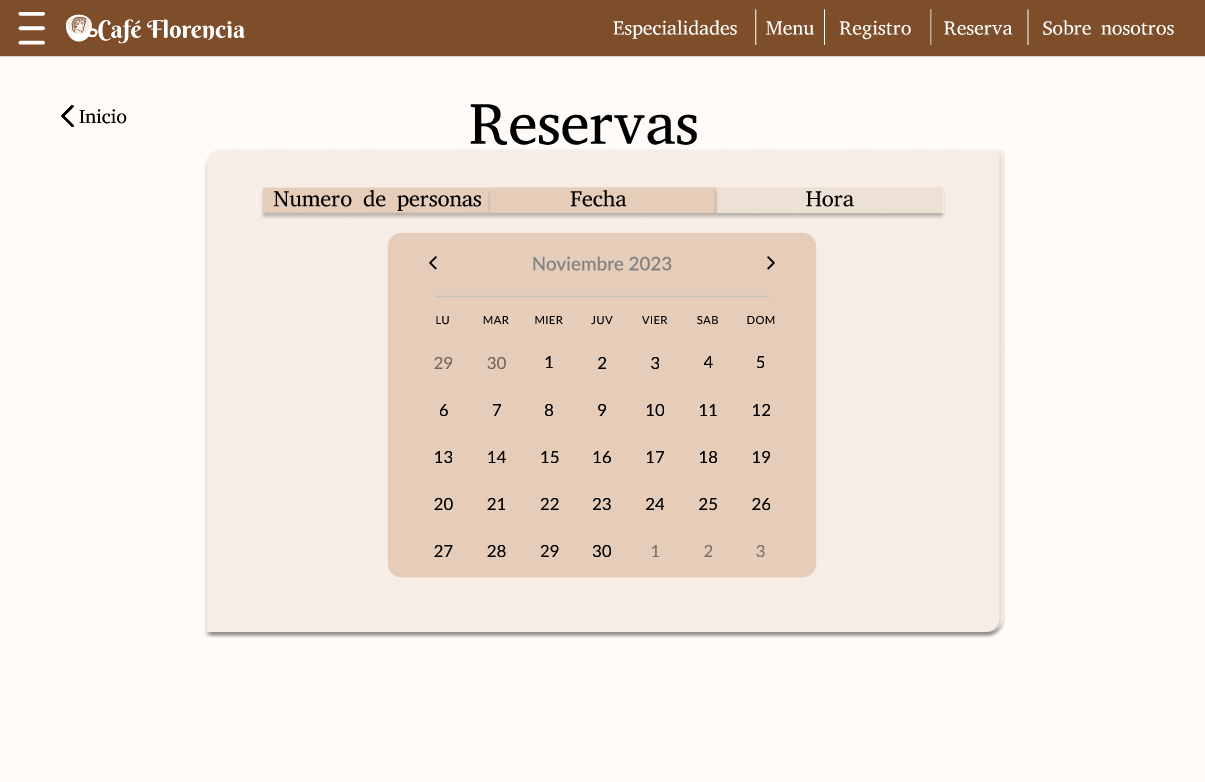 Café Florencia Especialidades Menu Registro Reserva Sobre nosotros
Inicio
Reservas
Numero de personas Fecha Hora
Noviembre 2023
LU MAR MIER JUV VIER SAB DOM
29 30 1 2 3 4 5
6 7 8 9 10 11 12
13 14 15 16 17 18 19
20 21 22 23 24 25 26
27 28 29 30 1 2 3